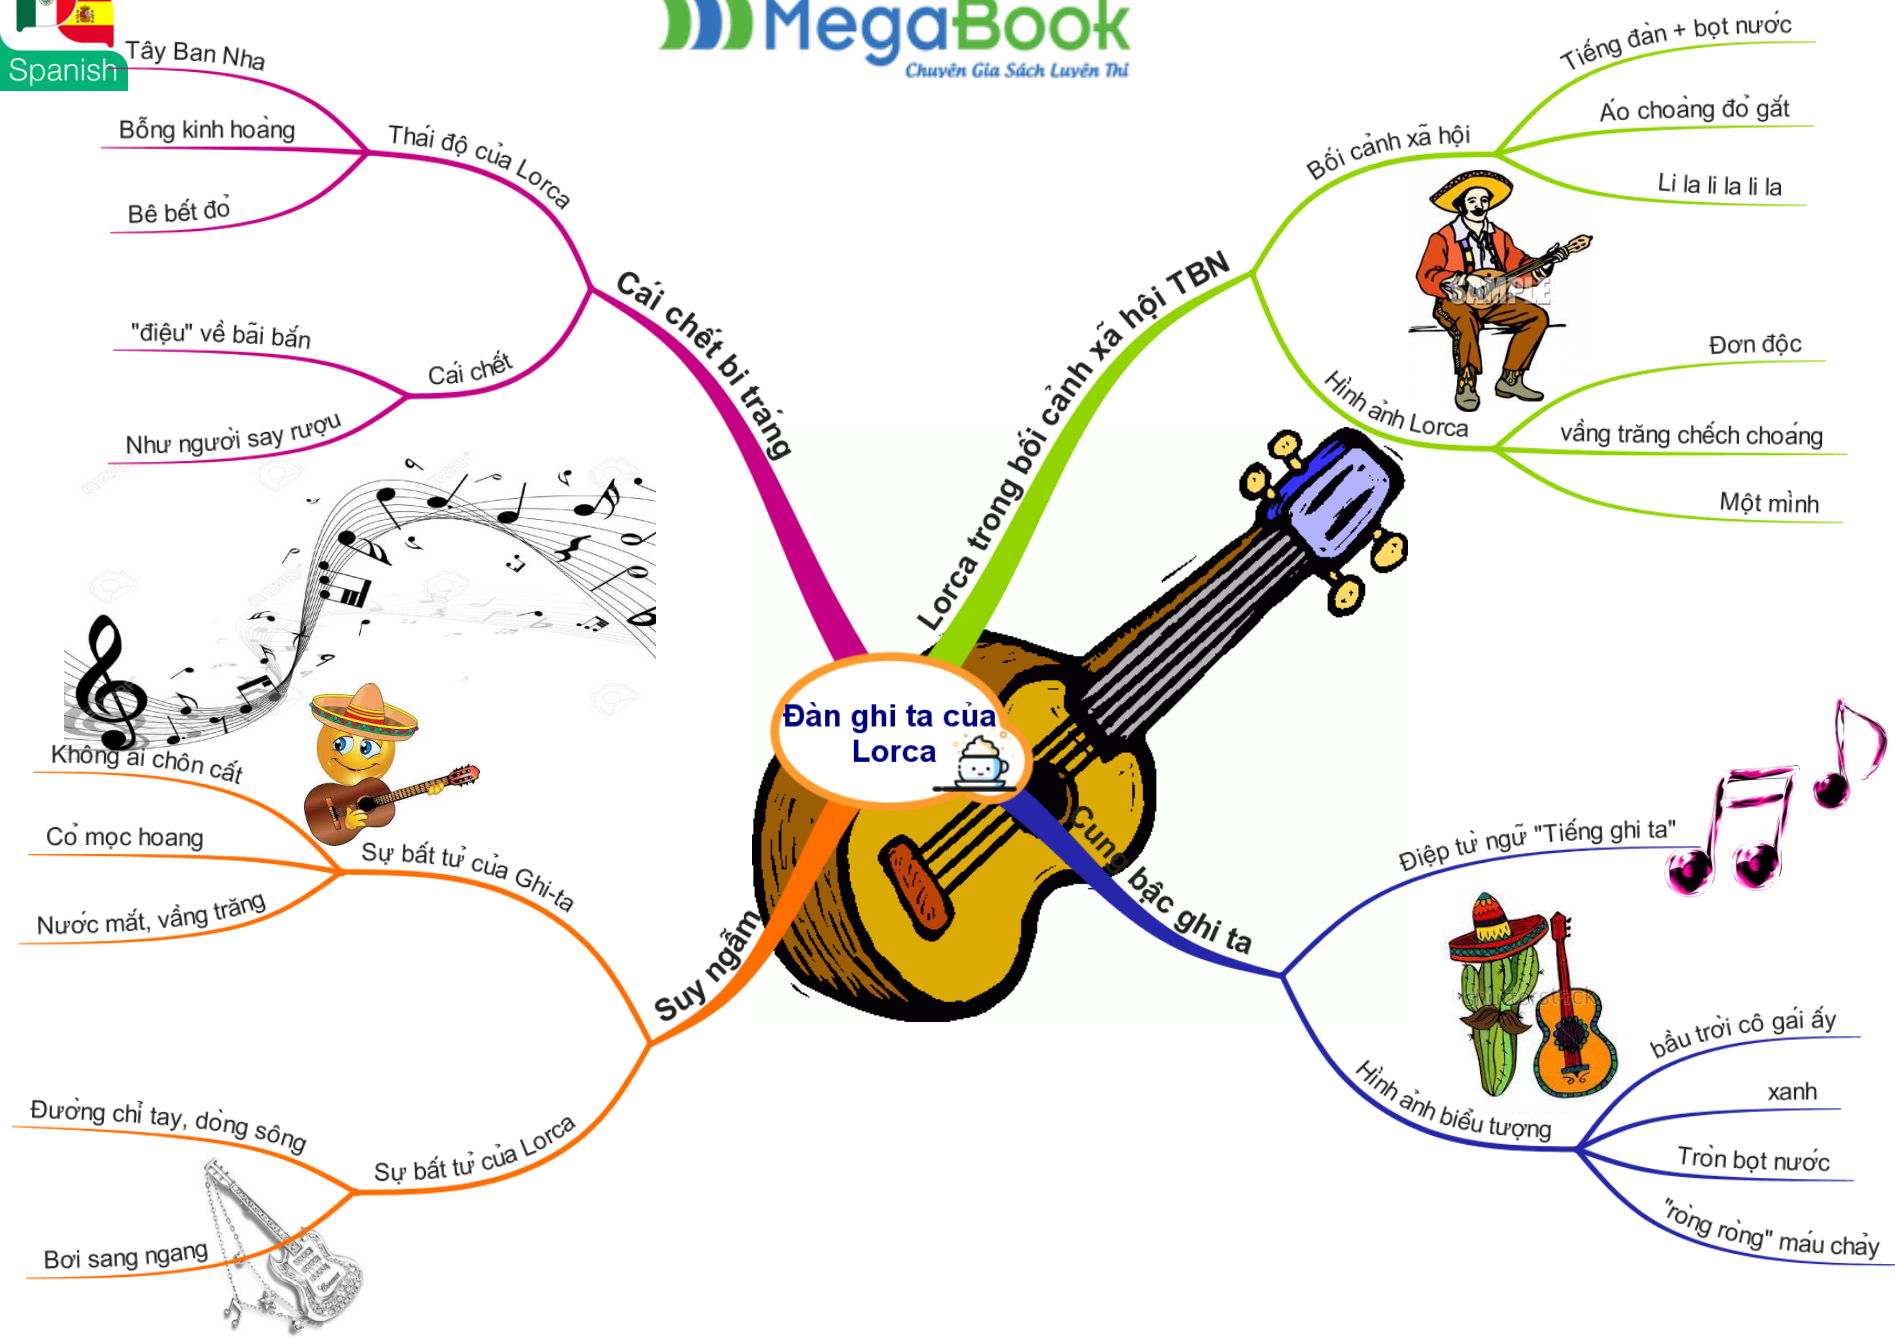 Spanish
MegaBook
Chuyên Gia Sách Luyện Thi
Đàn ghi ta của
Lorca
Lorca trong bối cảnh xã hội TBN
Bối cảnh xã hội
Tiếng đàn + bọt nước
Áo choàng đỏ gắt
Li la li la li la
Hình ảnh Lorca
Đơn độc
vầng trăng chếch choáng
Một mình
SAMPLE
Cung bậc ghi ta
Điệp từ ngữ "Tiếng ghi ta"
Hình ảnh biểu tượng
bầu trời cô gái ấy
xanh
Tròn bọt nước
"ròng ròng" máu chảy
Cái chết bi tráng
Thái độ của Lorca
Tây Ban Nha
Bỗng kinh hoàng
Bê bết đỏ
Cái chết
"điệu" về bãi bắn
Như người say rượu
Suy ngẫm
Sự bất tử của Ghi-ta
Không ai chôn cất
Cỏ mọc hoang
Nước mắt, vầng trăng
Sự bất tử của Lorca
Đường chỉ tay, dòng sông
Bơi sang ngang